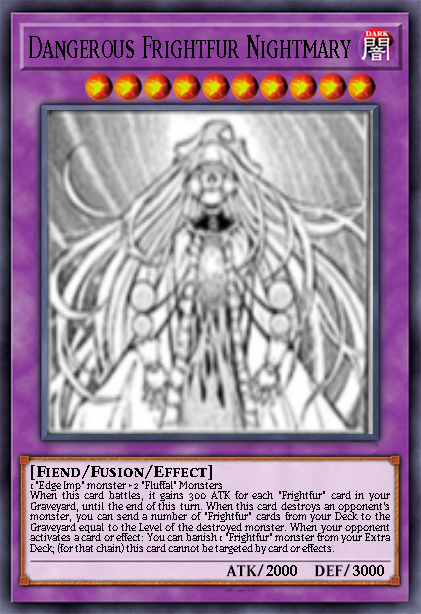 Dangerous Frightfur Nightmary
DARK
闇
[Fiend/Fusion/Effect]
1 "Edge Imp" monster + 2 "Fluffal" Monsters
When this card battles, it gains 300 ATK for each "Frightfur" card in your
Graveyard, until the end of this turn. When this card destroys an opponent's
monster, you can send a number of "Frightfur" cards from your Deck to the
Graveyard equal to the Level of the destroyed monster. When your opponent
activates a card or effect: You can banish 1 "Frightfur" monster from your Extra
Deck; (for that chain) this card cannot be targeted by card or effects.
ATK/2000 DEF/3000